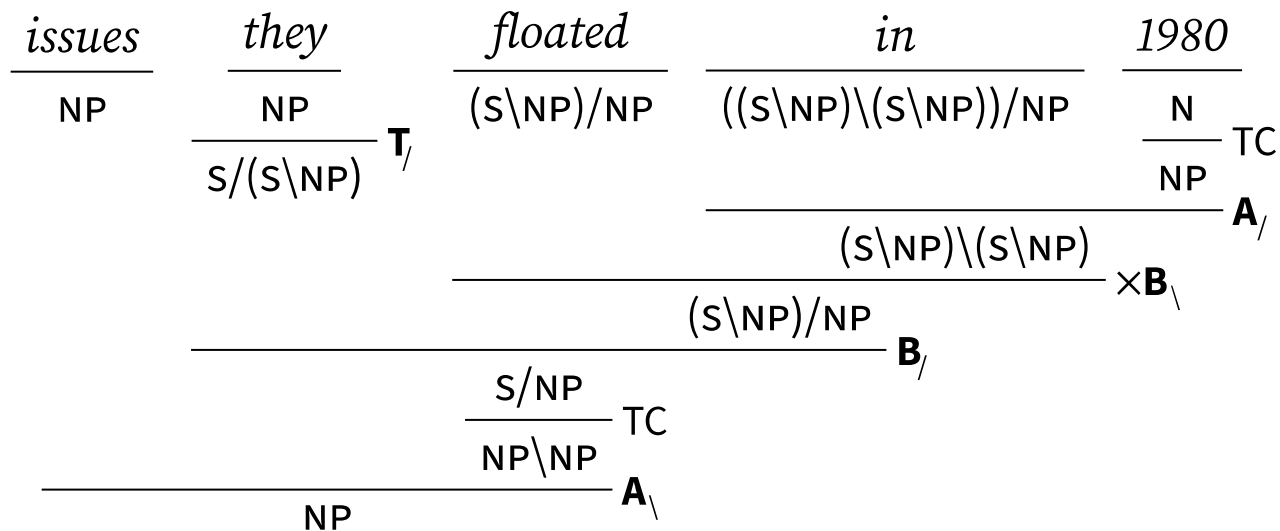 issues they floated in 1980
NP NP (S\NP)/NP ((S\NP)\(S\NP))/NP N
T/ TC
S/(S\NP) NP
A/
(S\NP)\(S\NP)
×B\
(S\NP)/NP
B/
S/NP
TC
NP\NP
A\
NP